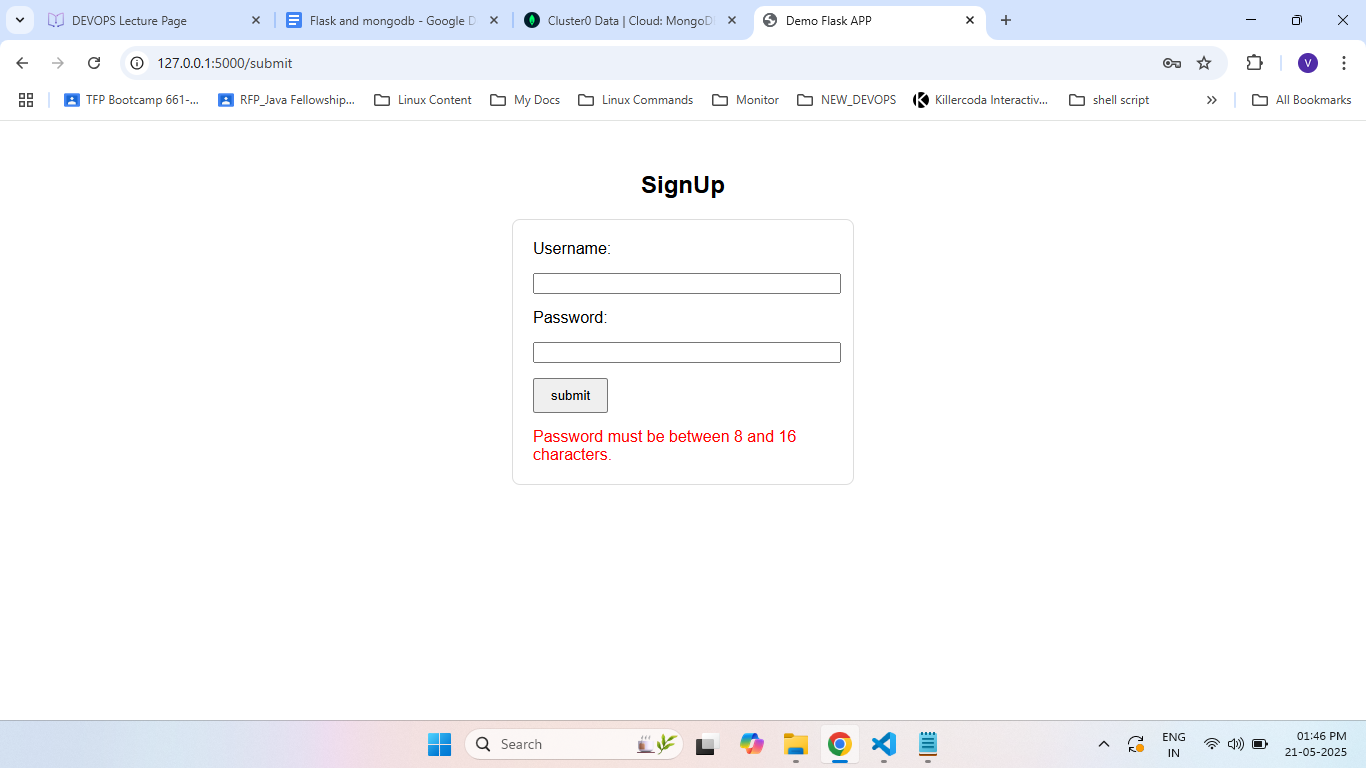 DEVOPS Lecture Page
Flask and mongodb - Google D
Cluster0 Data | Cloud: MongoD
Demo Flask APP
127.0.0.1:5000/submit
V
TFP Bootcamp 661-...
RFP_Java Fellowship...
Linux Content
My Docs
Linux Commands
Monitor
NEW_DEVOPS
Killercoda Interactiv...
shell script
All Bookmarks
SignUp
Username:
Password:
submit
Password must be between 8 and 16
characters.
Search
ENG
IN
01:46 PM
21-05-2025